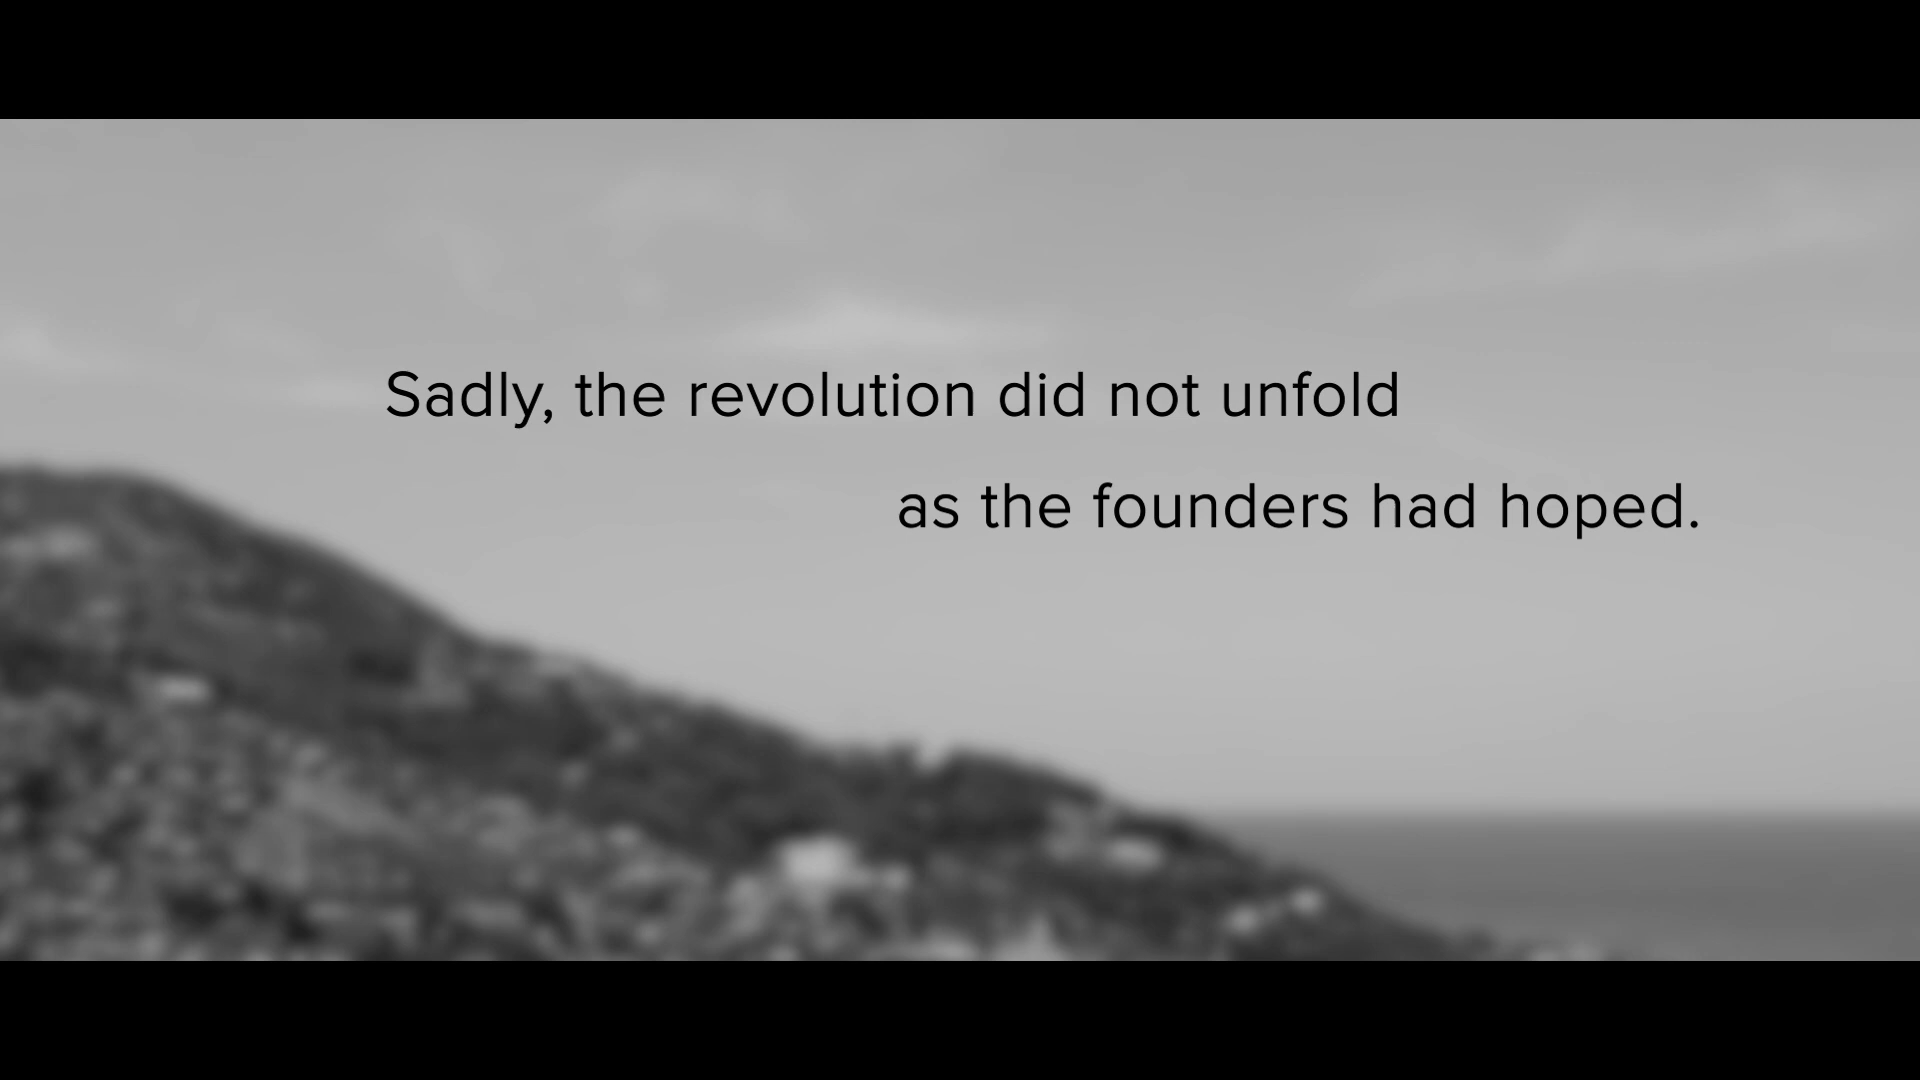 Sadly, the revolution did not unfold
as the founders had hoped.